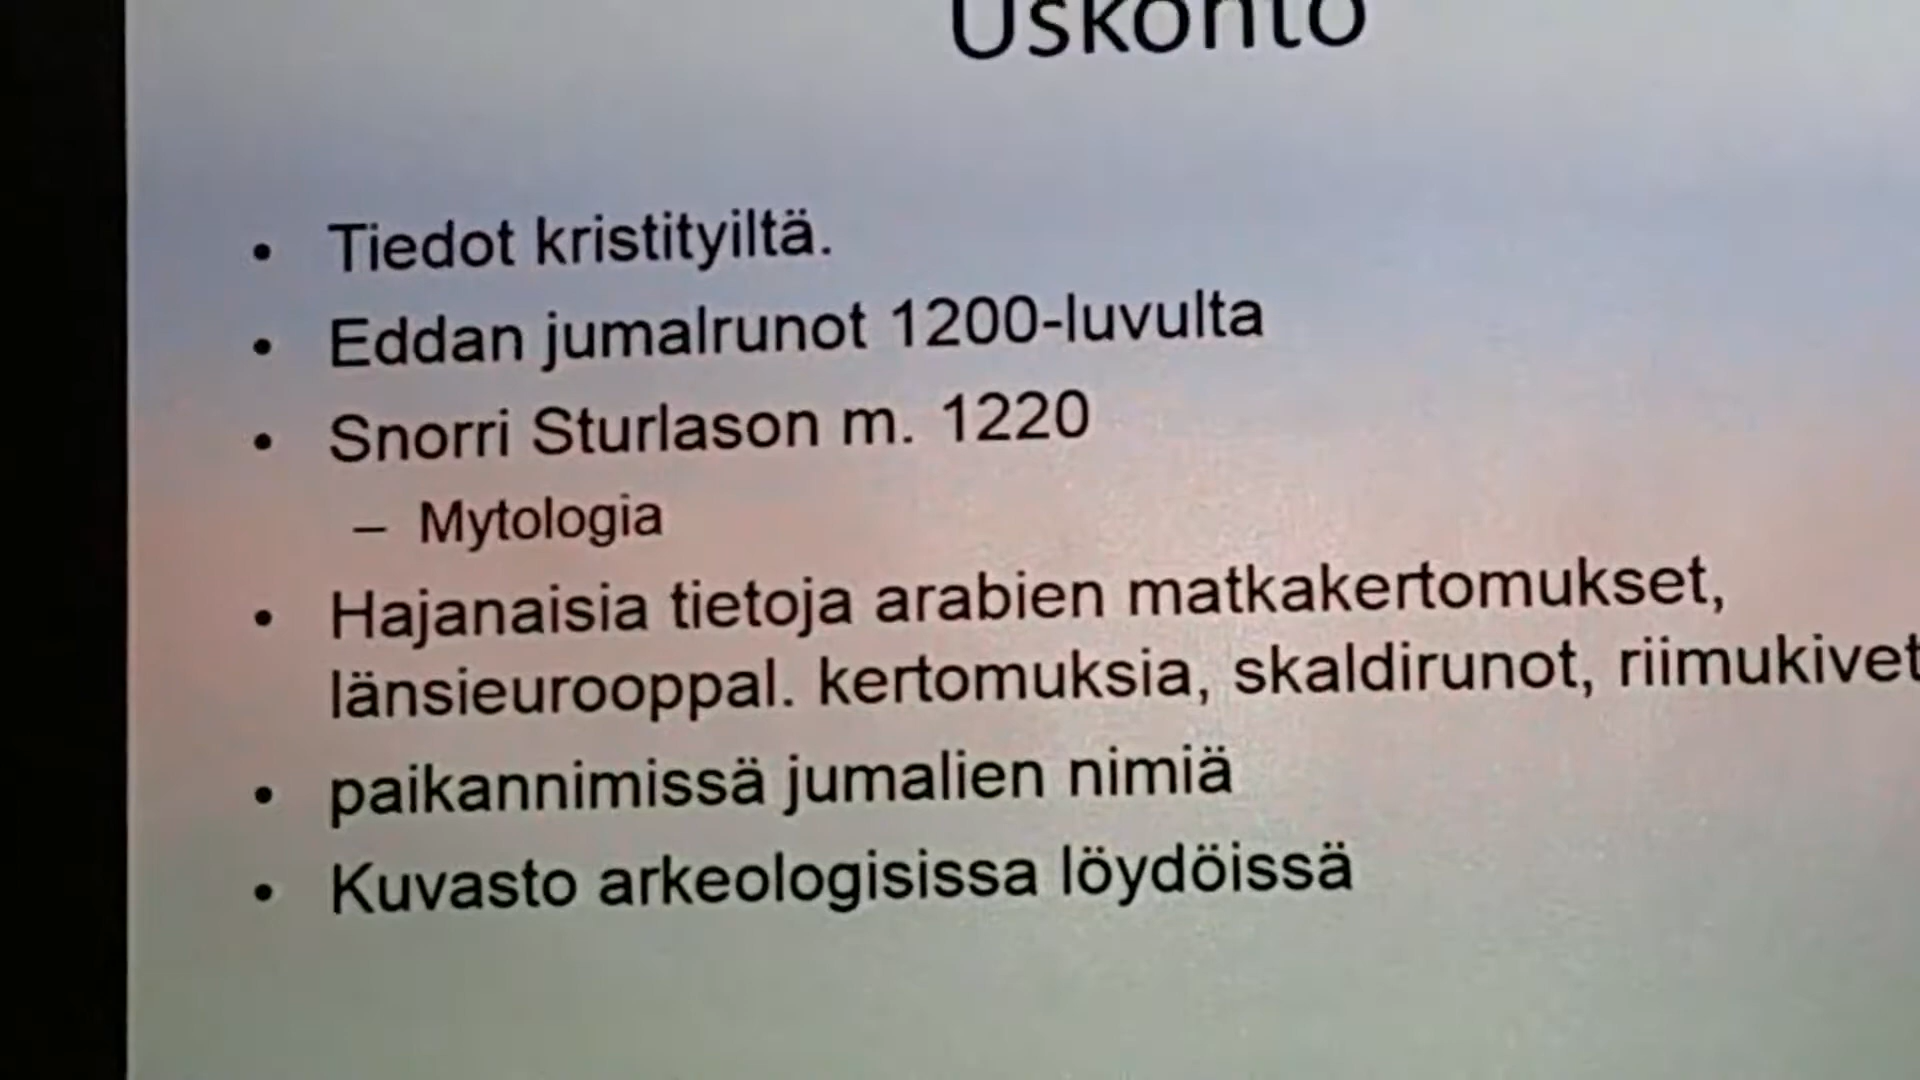 Uskonto
• Tiedot kristityiltä.
• Eddan jumalrunot 1200-luvulta
• Snorri Sturlason m. 1220
– Mytologia
• Hajanaisia tietoja arabien matkakertomukset,
länsieurooppal. kertomuksia, skaldirunot, riimukivet
• paikannimissä jumalien nimiä
• Kuvasto arkeologisissa löydöissä